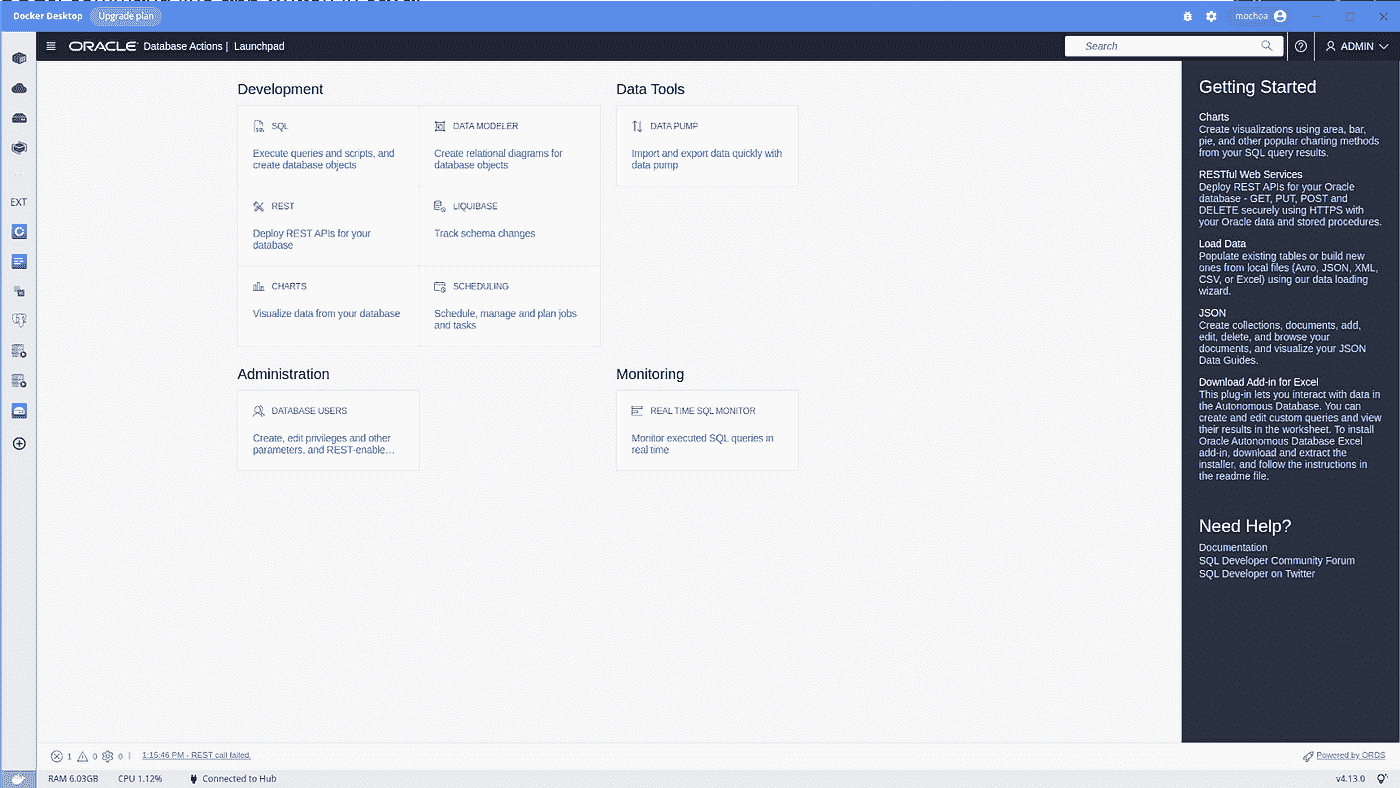 Docker Desktop Upgrade plan mochoa
ORACLE Database Actions | Launchpad Search ADMIN
EXT
Development
SQL
Execute queries and scripts, and
create database objects
DATA MODELER
Create relational diagrams for
database objects
REST
Deploy REST APIs for your
database
LIQUIBASE
Track schema changes
CHARTS
Visualize data from your database
SCHEDULING
Schedule, manage and plan jobs
and tasks
Data Tools
DATA PUMP
Import and export data quickly with
data pump
Administration
DATABASE USERS
Create, edit privileges and other
parameters, and REST-enable…
Monitoring
REAL TIME SQL MONITOR
Monitor executed SQL queries in
real time
Getting Started
Charts
Create visualizations using area, bar,
pie, and other popular charting methods
from your SQL query results.
RESTful Web Services
Deploy REST APIs for your Oracle
database - GET, PUT, POST and
DELETE securely using HTTPS with
your Oracle data and stored procedures.
Load Data
Populate existing tables or build new
ones from local files (Avro, JSON, XML,
CSV, or Excel) using our data loading
wizard.
JSON
Create collections, documents, add,
edit, delete, and browse your
documents, and visualize your JSON
Data Guides.
Download Add-in for Excel
This plug-in lets you interact with data in
the Autonomous Database. You can
create and edit custom queries and view
their results in the worksheet. To install
Oracle Autonomous Database Excel
add-in, download and extract the
installer, and follow the instructions in
the readme file.
Need Help?
Documentation
SQL Developer Community Forum
SQL Developer on Twitter
1 0 0 | 1:15:46 PM - REST call failed. Powered by ORDS
RAM 6.03GB CPU 1.12% Connected to Hub v4.13.0